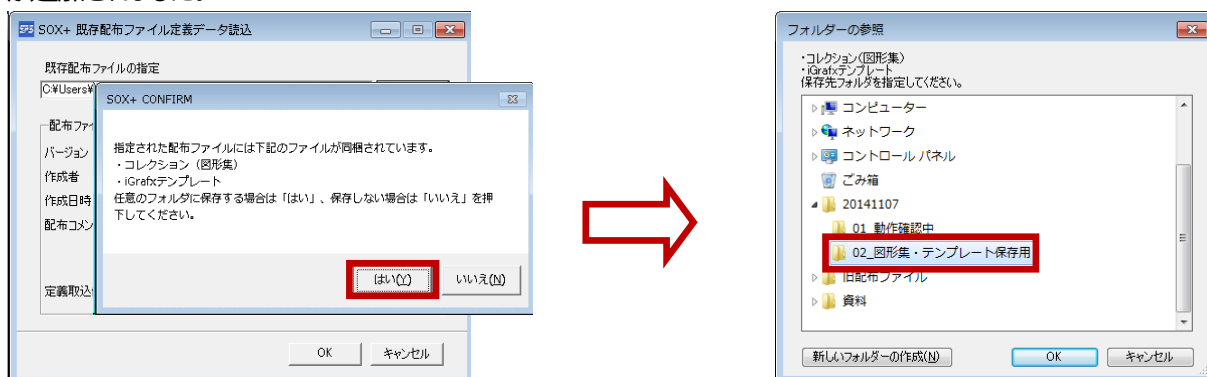 SOX+ 既存配布ファイル定義データ読込
既存配布ファイルの指定
C:¥Users¥
配布ファイ
バージョン
作成者
作成日時
配布コメン
定義取込
OK
キャンセル
SOX+ CONFIRM
指定された配布ファイルには下記のファイルが同梱されています。
・コレクション（図形集）
・iGrafxテンプレート
任意のフォルダに保存する場合は「はい」、保存しない場合は「いいえ」を押
下してください。
はい(Y)
いいえ(N)
フォルダーの参照
・コレクション(図形集)
・iGrafxテンプレート
保存先フォルダを指定してください。
コンピューター
ネットワーク
コントロール パネル
ごみ箱
20141107
01_動作確認中
02_図形集・テンプレート保存用
旧配布ファイル
資料
新しいフォルダーの作成(N)
OK
キャンセル